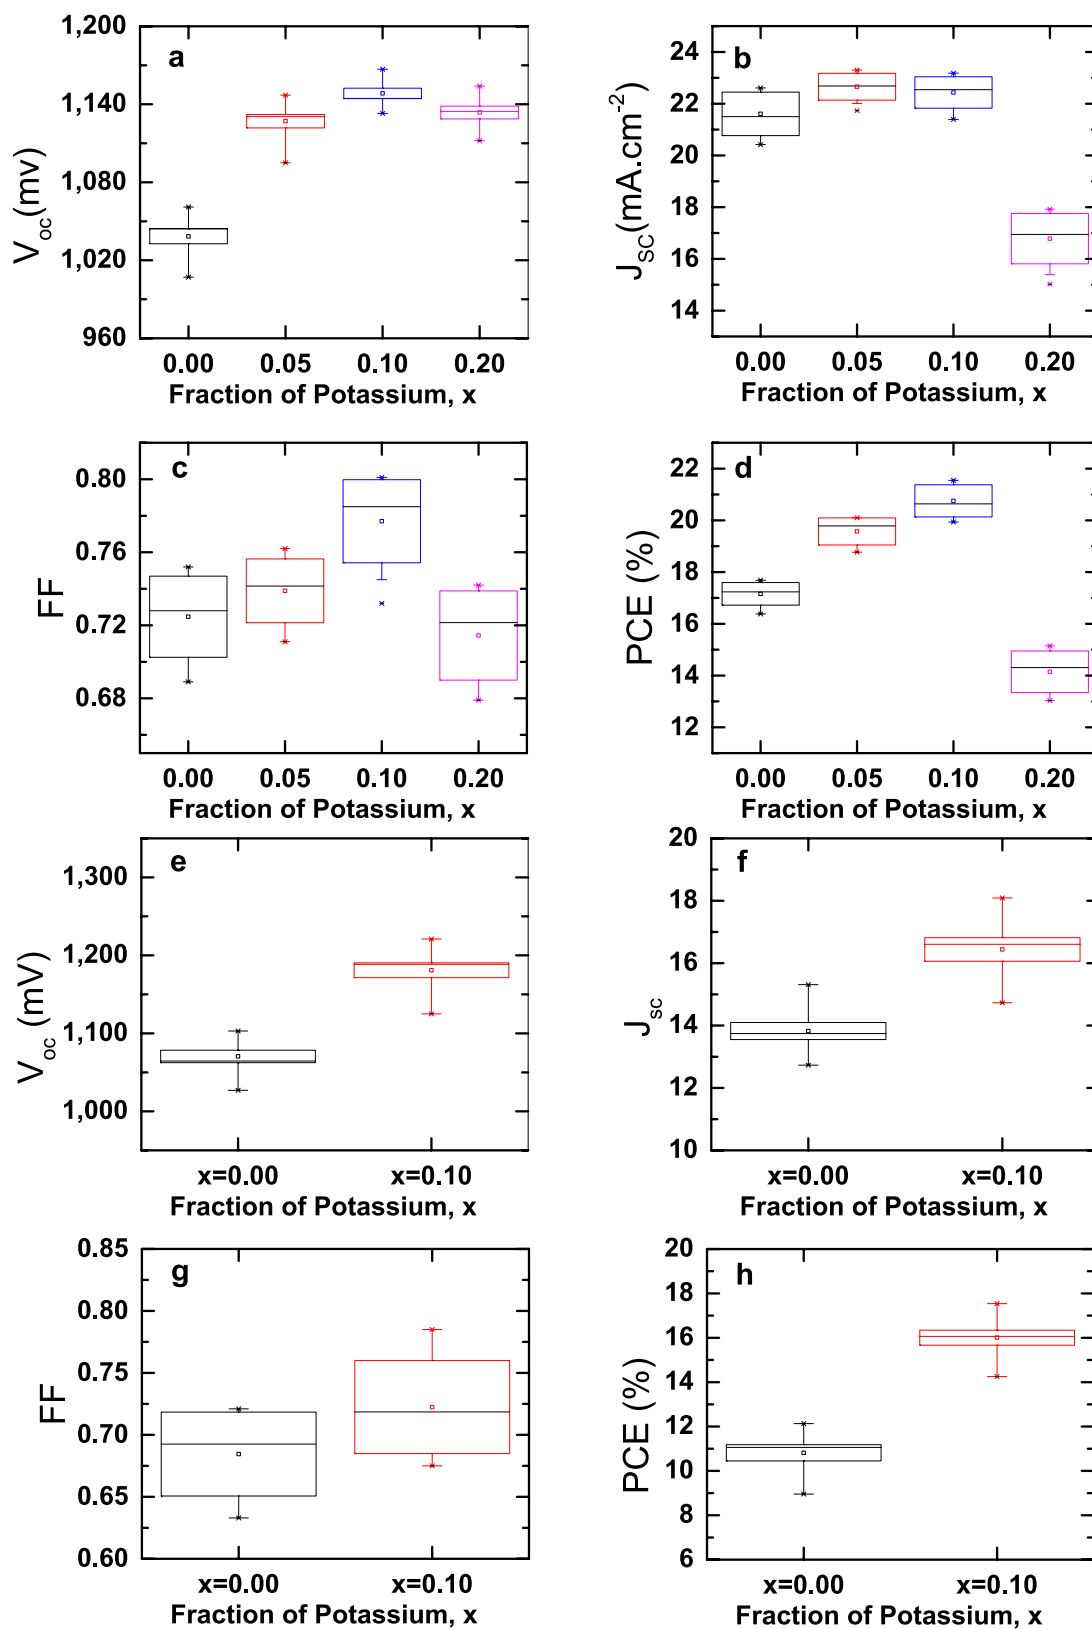 a
1,200
1,140
1,080
1,020
960
Voc(mv)
0.00 0.05 0.10 0.20
Fraction of Potassium, x
b
24
22
20
18
16
14
JSC(mA.cm-2)
0.00 0.05 0.10 0.20
Fraction of Potassium, x
c
0.80
0.76
0.72
0.68
FF
0.00 0.05 0.10 0.20
Fraction of Potassium, x
d
22
20
18
16
14
12
PCE (%)
0.00 0.05 0.10 0.20
Fraction of Potassium, x
e
1,300
1,200
1,100
1,000
Voc (mV)
x=0.00 x=0.10
Fraction of Potassium, x
f
20
18
16
14
12
10
Jsc
x=0.00 x=0.10
Fraction of Potassium, x
g
0.85
0.80
0.75
0.70
0.65
0.60
FF
x=0.00 x=0.10
Fraction of Potassium, x
h
20
18
16
14
12
10
8
6
PCE (%)
x=0.00 x=0.10
Fraction of Potassium, x